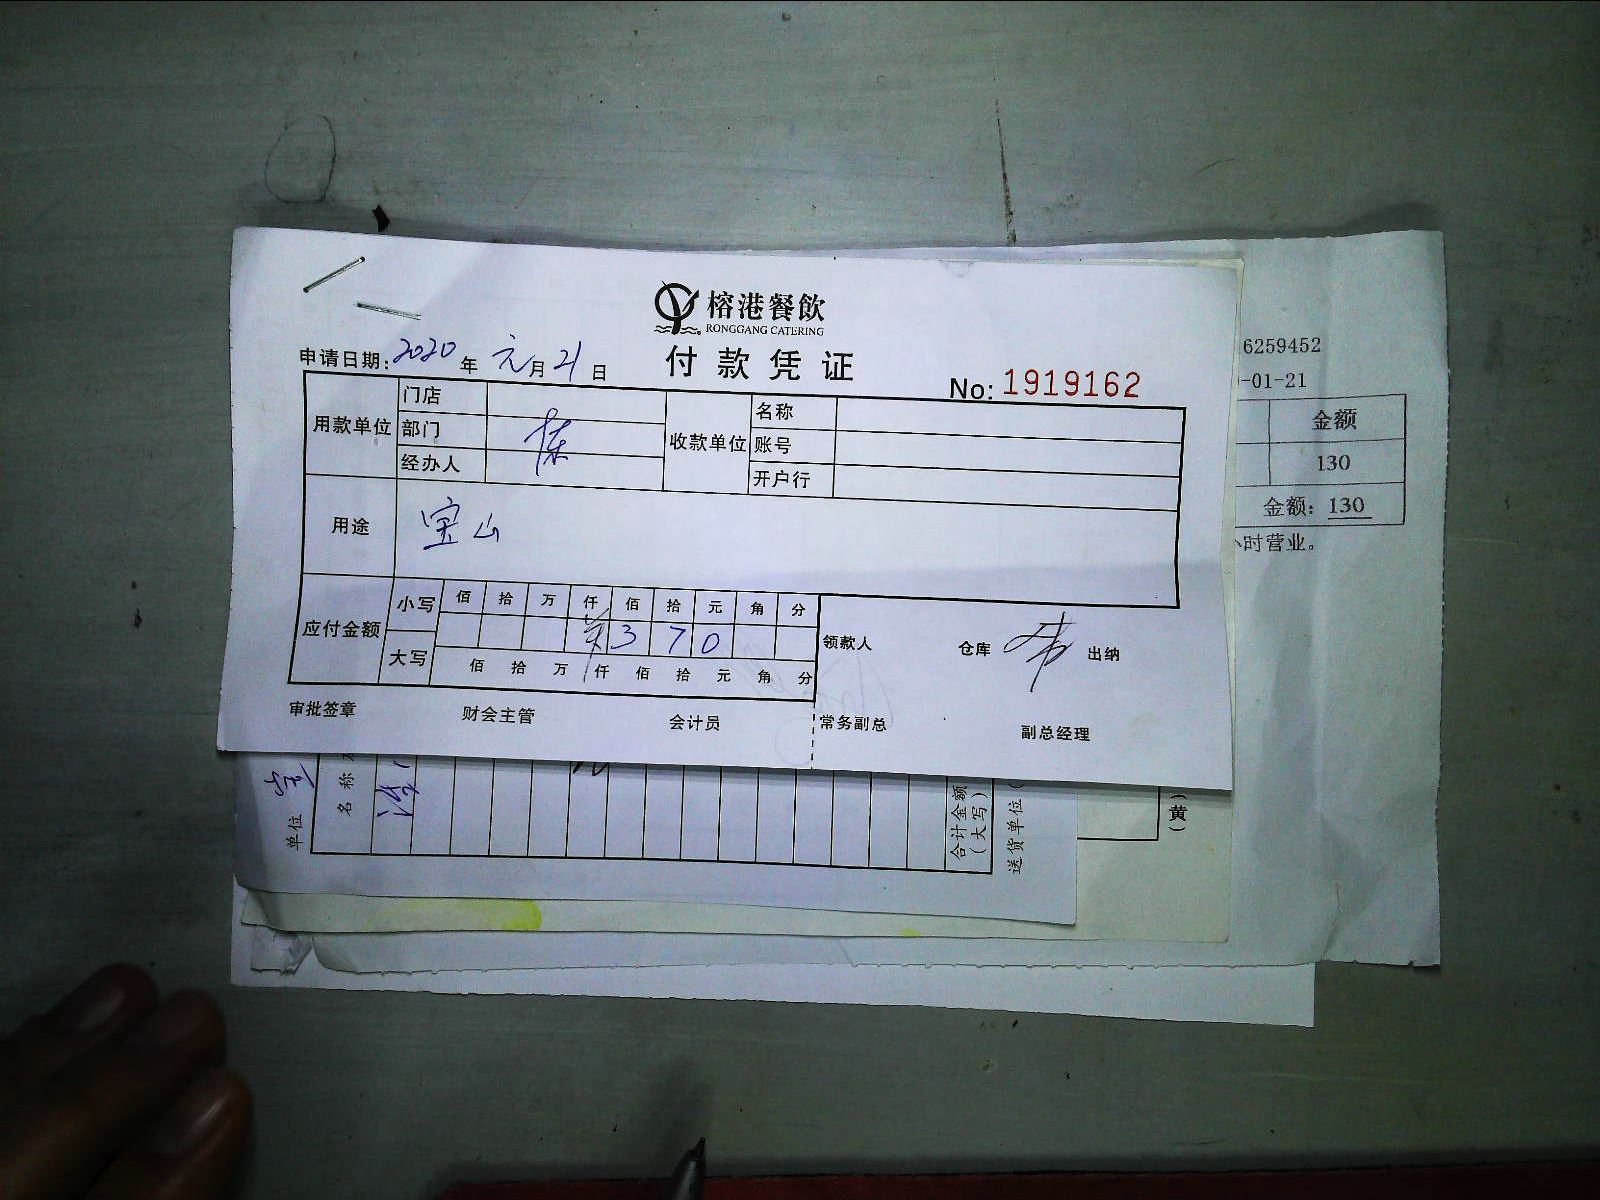 榕港餐飲
RONGGANG CATERING
付款凭证
申请日期: 2020 年 元 月 21 日
No: 1919162
用款单位 门店
部门
经办人
收款单位 名称
账号
开户行
用途 宝山
应付金额 小写 佰 拾 万 仟 佰 拾 元 角 分
3 7 0
大写 佰 拾 万 仟 佰 拾 元 角 分
领款人 仓库 出纳
审批签章 财会主管 会计员 常务副总 副总经理
6259452
-01-21
金额
130
金额: 130
小时营业。
单位
名称
合计金额
(大写)
送货单位(
)黄(